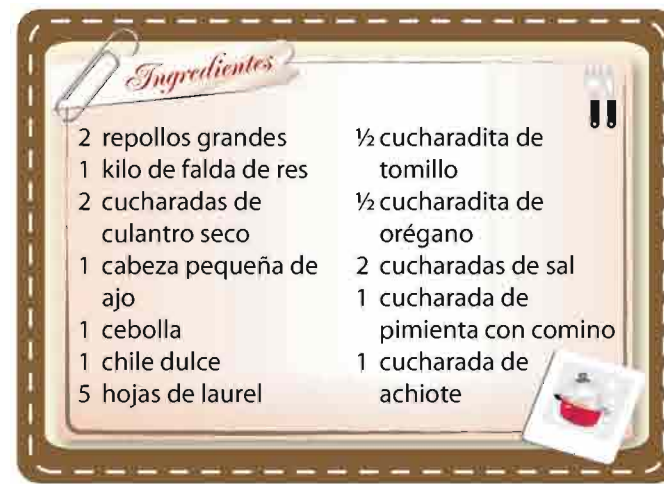 Ingredientes
2 repollos grandes
1 kilo de falda de res
2 cucharadas de
culantro seco
1 cabeza pequeña de
ajo
1 cebolla
1 chile dulce
5 hojas de laurel
½ cucharadita de
tomillo
½ cucharadita de
orégano
2 cucharadas de sal
1 cucharada de
pimienta con comino
1 cucharada de
achiote